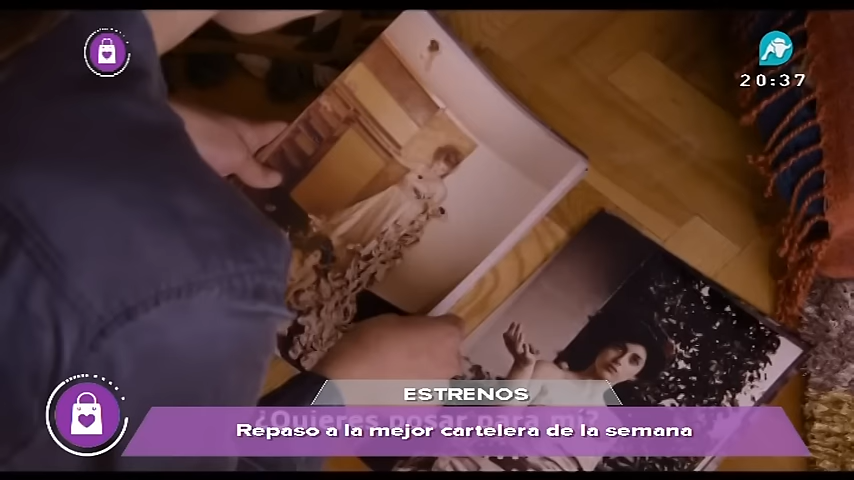 20:37
ESTRENOS
¿Quieres posar para mí?
Repaso a la mejor cartelera de la semana